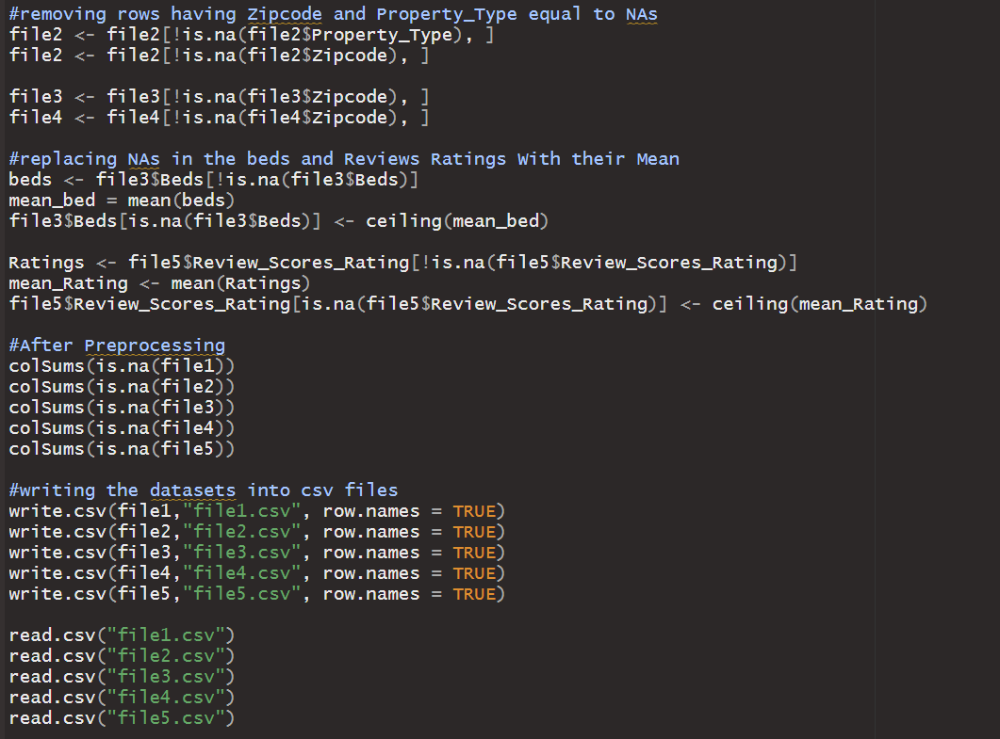 #removing rows having Zipcode and Property_Type equal to NAs
file2 <- file2[!is.na(file2$Property_Type), ]
file2 <- file2[!is.na(file2$Zipcode), ]
file3 <- file3[!is.na(file3$Zipcode), ]
file4 <- file4[!is.na(file4$Zipcode), ]
#replacing NAs in the beds and Reviews Ratings With their Mean
beds <- file3$Beds[!is.na(file3$Beds)]
mean_bed = mean(beds)
file3$Beds[is.na(file3$Beds)] <- ceiling(mean_bed)
Ratings <- file5$Review_Scores_Rating[!is.na(file5$Review_Scores_Rating)]
mean_Rating <- mean(Ratings)
file5$Review_Scores_Rating[is.na(file5$Review_Scores_Rating)] <- ceiling(mean_Rating)
#After Preprocessing
colSums(is.na(file1))
colSums(is.na(file2))
colSums(is.na(file3))
colSums(is.na(file4))
colSums(is.na(file5))
#writing the datasets into csv files
write.csv(file1,"file1.csv", row.names = TRUE)
write.csv(file2,"file2.csv", row.names = TRUE)
write.csv(file3,"file3.csv", row.names = TRUE)
write.csv(file4,"file4.csv", row.names = TRUE)
write.csv(file5,"file5.csv", row.names = TRUE)
read.csv("file1.csv")
read.csv("file2.csv")
read.csv("file3.csv")
read.csv("file4.csv")
read.csv("file5.csv")